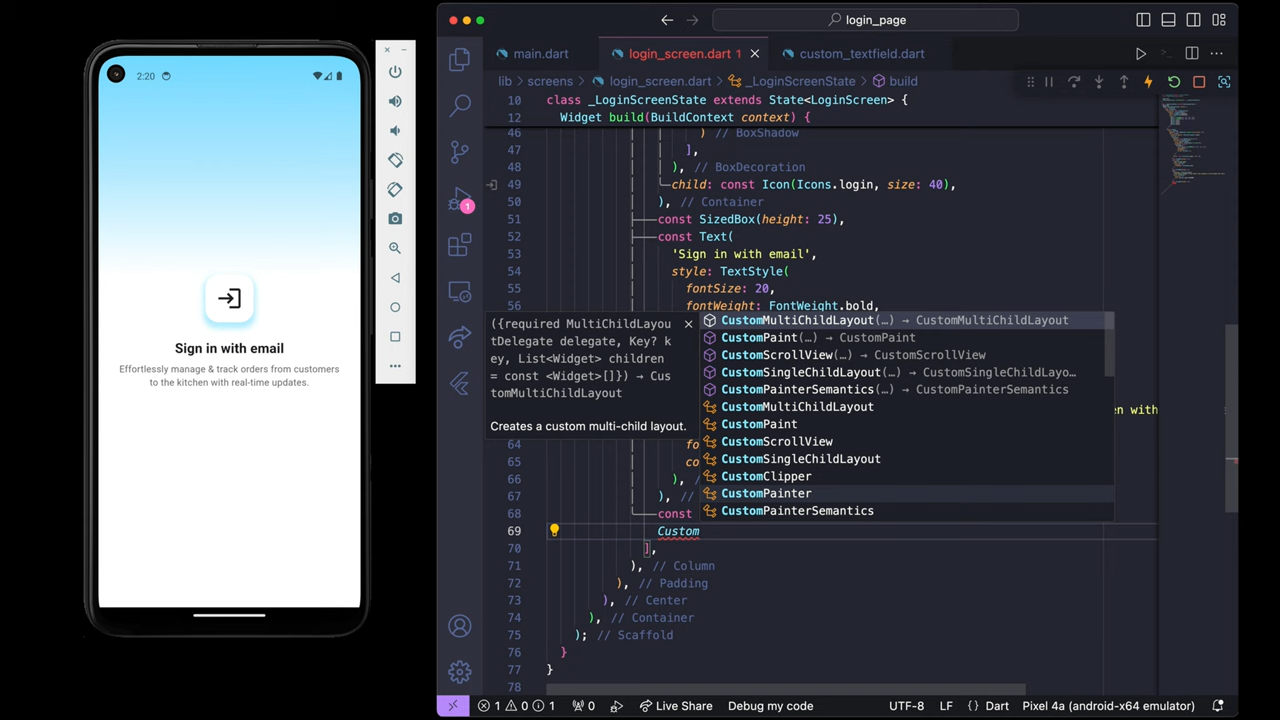 2:20
Sign in with email
Effortlessly manage & track orders from customers
to the kitchen with real-time updates.
login_page
main.dart
login_screen.dart 1
custom_textfield.dart
lib > screens > login_screen.dart > _LoginScreenState > build
10 class _LoginScreenState extends State<LoginScreen> {
12 Widget build(BuildContext context) {
46 ) // BoxShadow
47 ],
48 ), // BoxDecoration
49 child: const Icon(Icons.login, size: 40),
50 ), // Container
51 const SizedBox(height: 25),
52 const Text(
53 'Sign in with email',
54 style: TextStyle(
55 fontSize: 20,
56 fontWeight: FontWeight.bold,
({required MultiChildLayou
tDelegate delegate, Key? k
ey, List<Widget> children
= const <Widget>[]}) → Cus
tomMultiChildLayout
Creates a custom multi-child layout.
CustomMultiChildLayout(…) → CustomMultiChildLayout
CustomPaint(…) → CustomPaint
CustomScrollView(…) → CustomScrollView
CustomSingleChildLayout(…) → CustomSingleChildLayo…
CustomPainterSemantics(…) → CustomPainterSemantics
CustomMultiChildLayout
CustomPaint
CustomScrollView
CustomSingleChildLayout
CustomClipper
CustomPainter
CustomPainterSemantics
en with
64 fo
65 co
66 ), /
67 ), //
68 const
69 Custom
70 ],
71 ), // Column
72 ), // Padding
73 ), // Center
74 ), // Container
75 ); // Scaffold
76 }
77 }
78
1
1 0 1 0 Live Share Debug my code UTF-8 LF Dart Pixel 4a (android-x64 emulator)